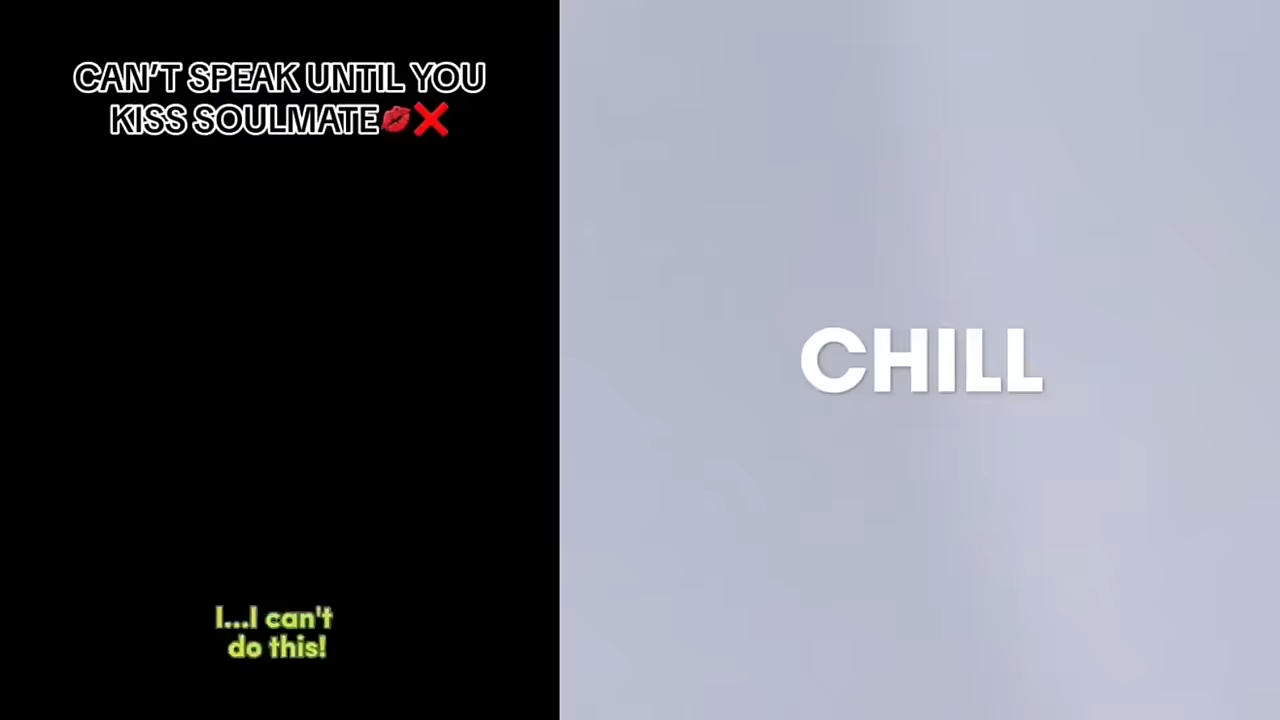 CAN'T SPEAK UNTIL YOU
KISS SOULMATE💋❌
I...I can't
do this!
CHILL